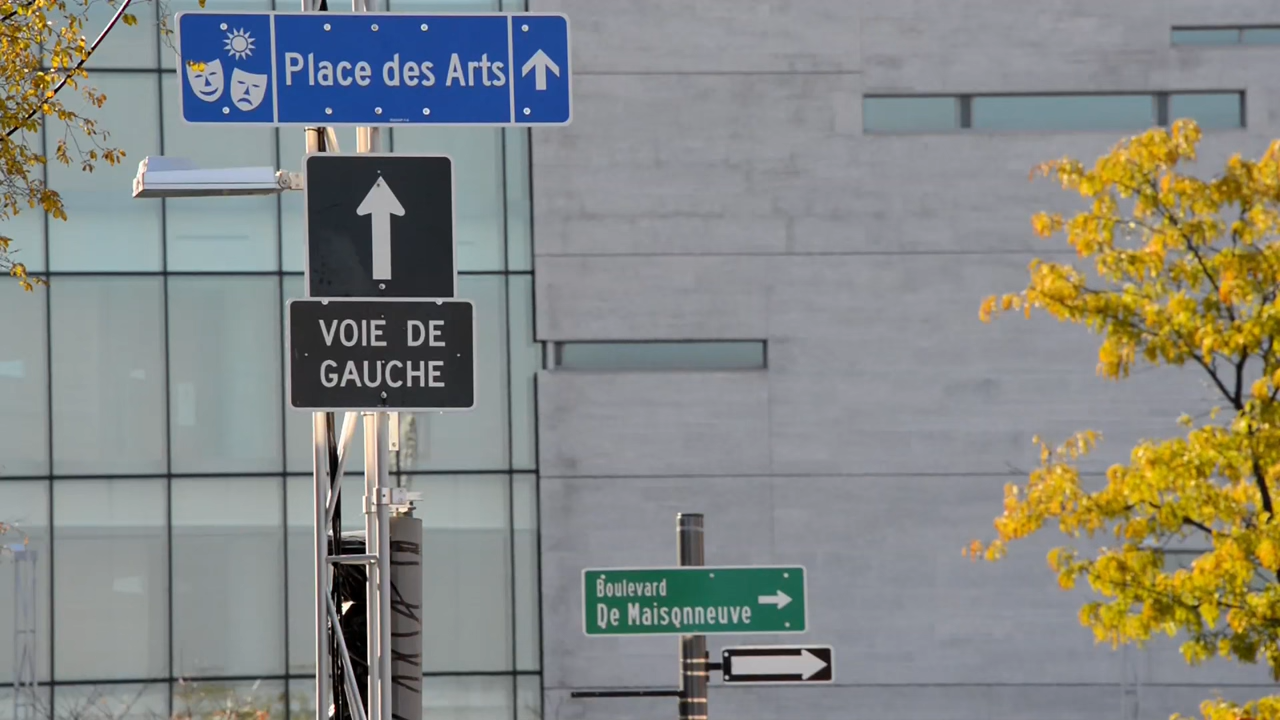 Place des Arts
VOIE DE
GAUCHE
Boulevard
De Maisonneuve